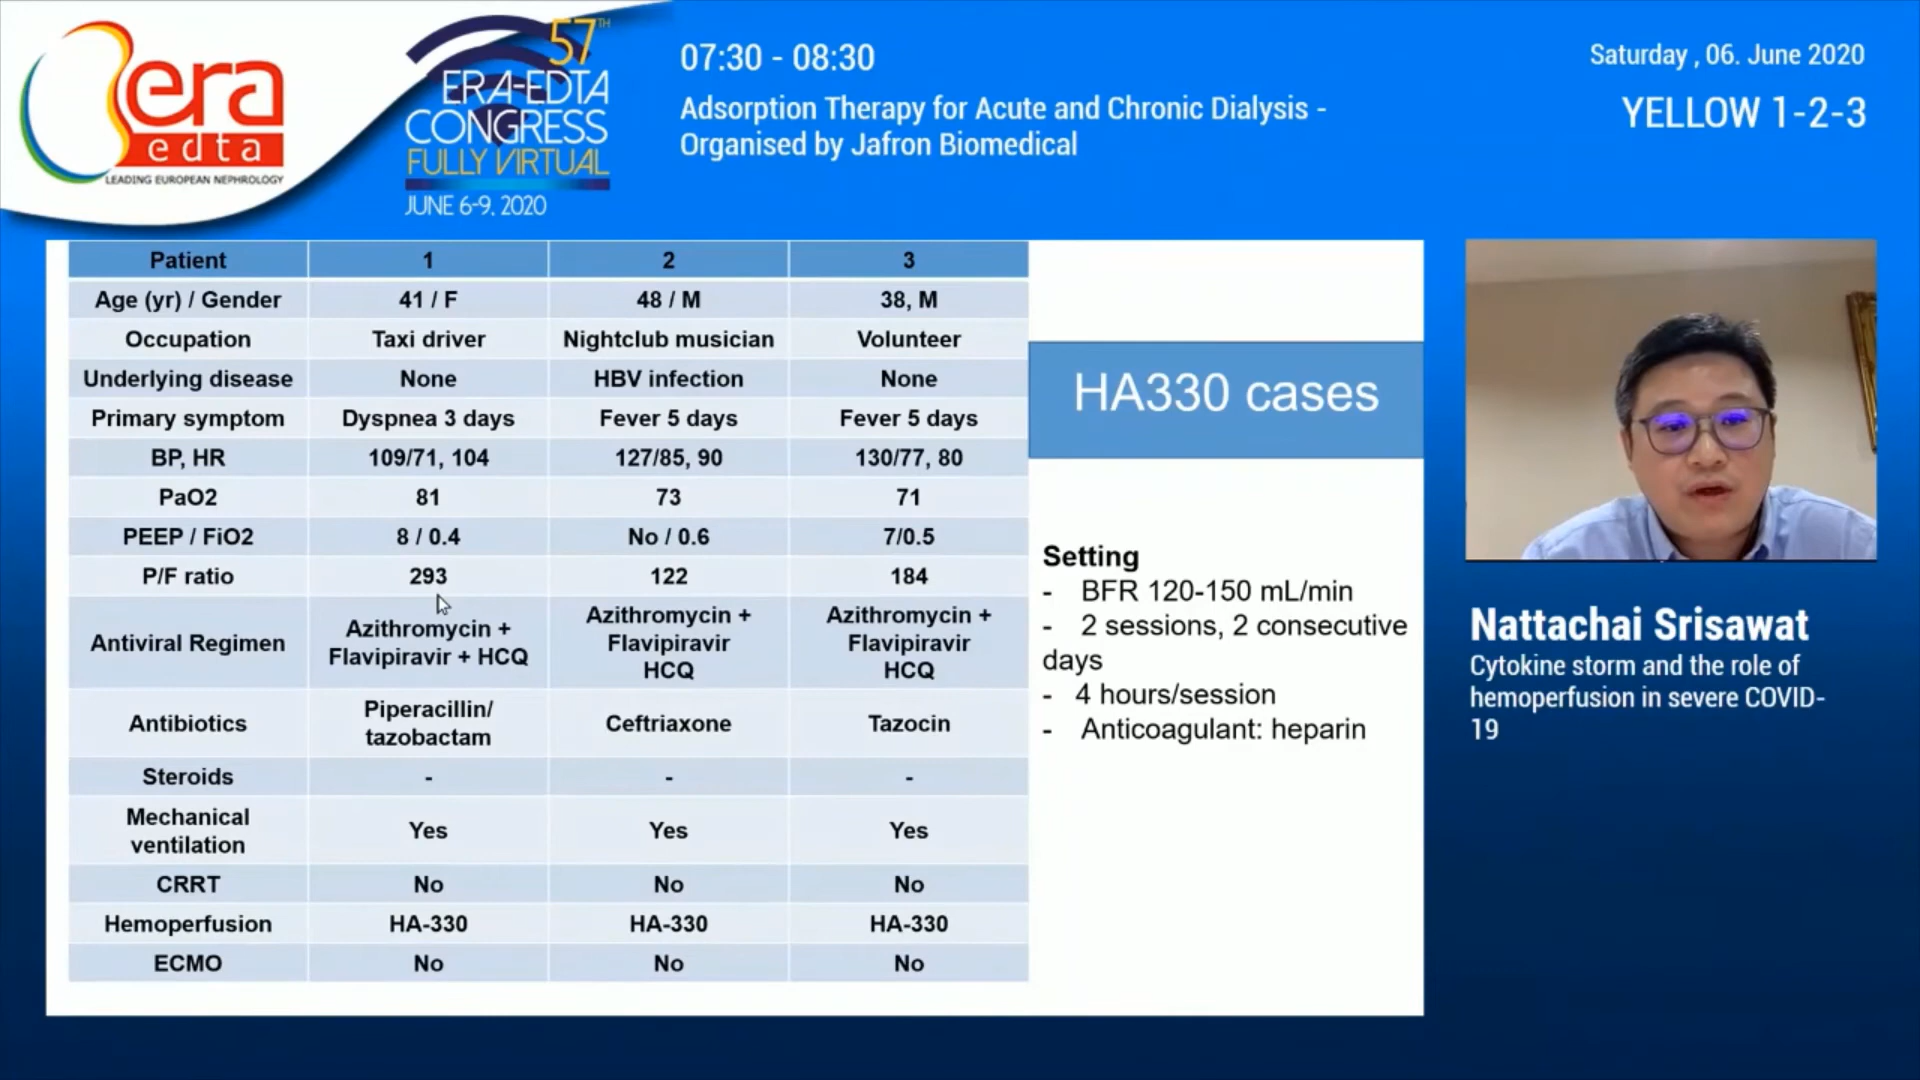 era
edta
LEADING EUROPEAN NEPHROLOGY
57TH
ERA-EDTA
CONGRESS
FULLY VIRTUAL
JUNE 6-9, 2020
07:30 - 08:30
Adsorption Therapy for Acute and Chronic Dialysis -
Organised by Jafron Biomedical
Saturday , 06. June 2020
YELLOW 1-2-3
Patient 1 2 3
Age (yr) / Gender 41 / F 48 / M 38, M
Occupation Taxi driver Nightclub musician Volunteer
Underlying disease None HBV infection None
Primary symptom Dyspnea 3 days Fever 5 days Fever 5 days
BP, HR 109/71, 104 127/85, 90 130/77, 80
PaO2 81 73 71
PEEP / FiO2 8 / 0.4 No / 0.6 7/0.5
P/F ratio 293 122 184
Antiviral Regimen
Azithromycin +
Flavipiravir + HCQ
Azithromycin +
Flavipiravir
HCQ
Azithromycin +
Flavipiravir
HCQ
Antibiotics
Piperacillin/
tazobactam
Ceftriaxone
Tazocin
Steroids - - -
Mechanical
ventilation
Yes Yes Yes
CRRT No No No
Hemoperfusion HA-330 HA-330 HA-330
ECMO No No No
HA330 cases
Setting
- BFR 120-150 mL/min
- 2 sessions, 2 consecutive
days
- 4 hours/session
- Anticoagulant: heparin
Nattachai Srisawat
Cytokine storm and the role of
hemoperfusion in severe COVID-
19